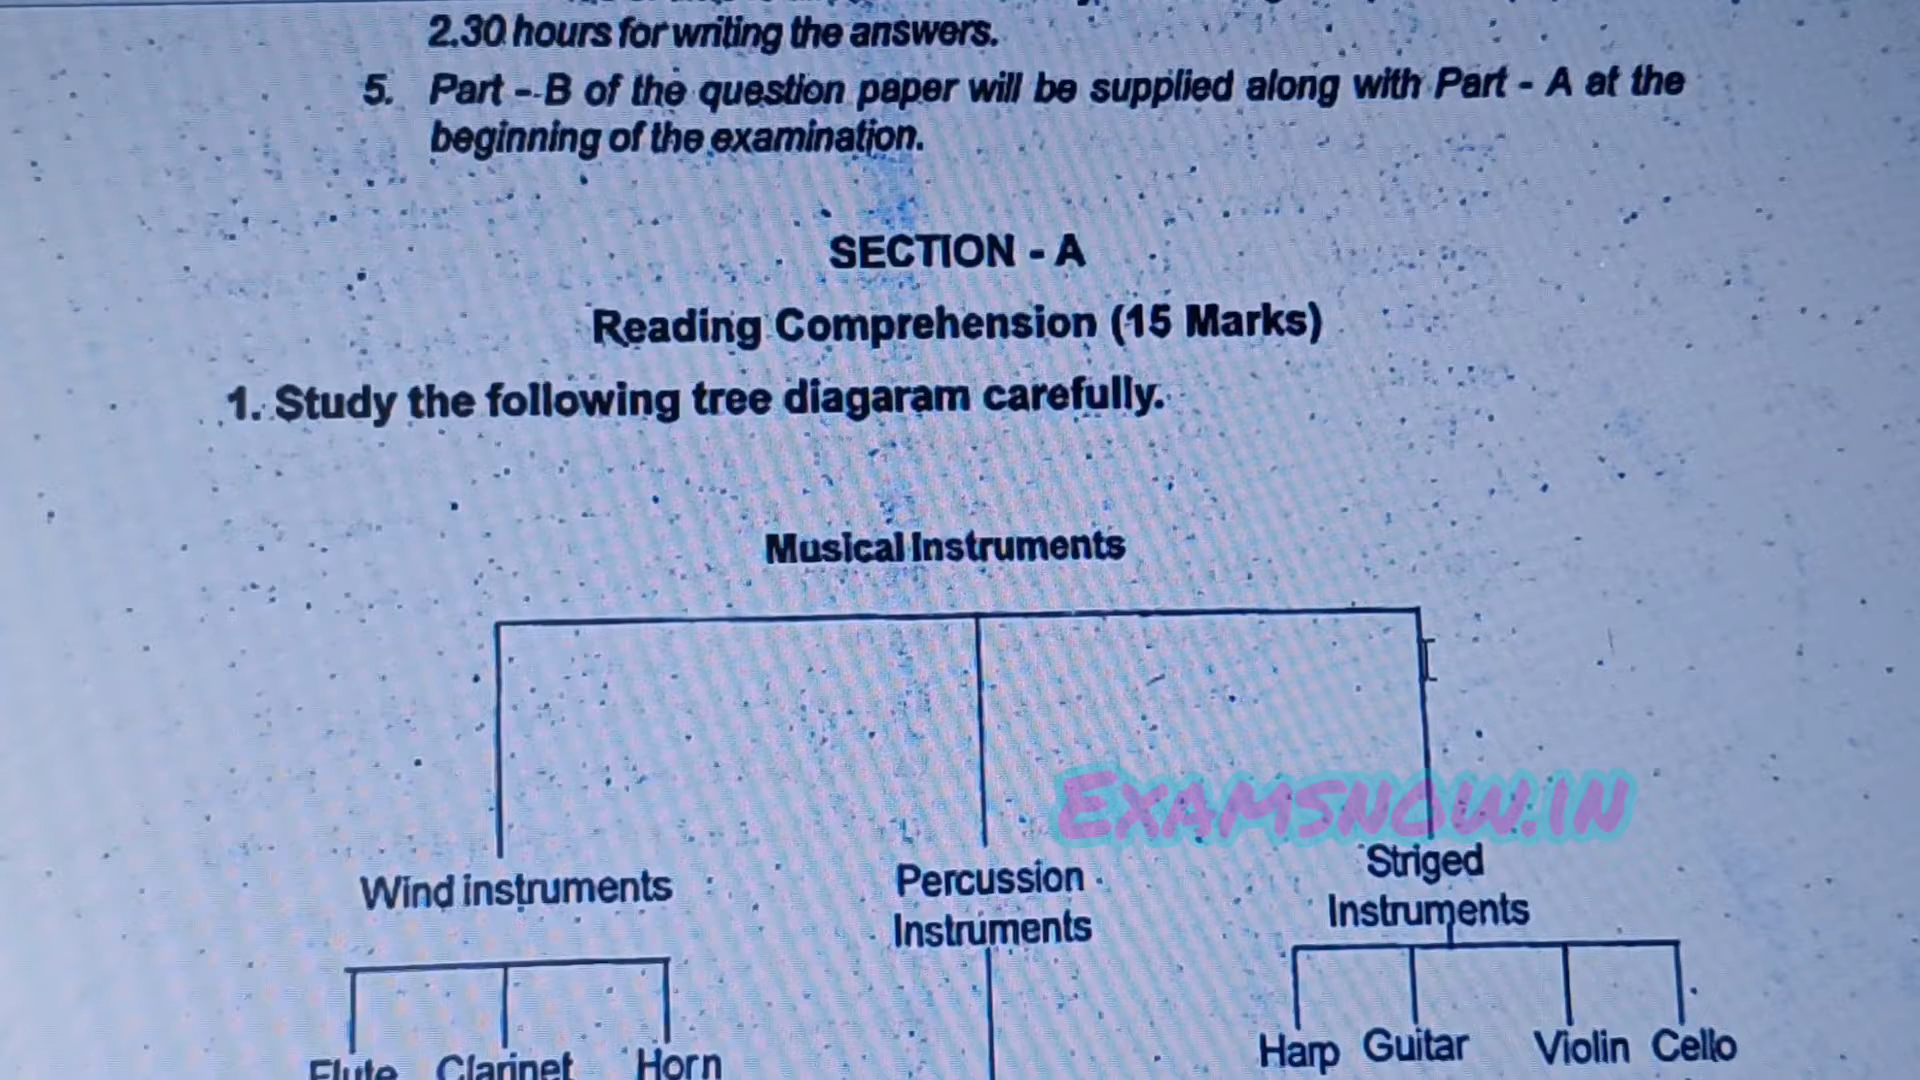 2.30 hours for writing the answers.
5. Part - B of the question paper will be supplied along with Part - A at the
beginning of the examination.
SECTION - A
Reading Comprehension (15 Marks)
1. Study the following tree diagaram carefully.
Musical Instruments
Examsnow.in
Wind instruments
Percussion
Instruments
Striged
Instruments
Harp Guitar Violin Cello
Flute Clarinet Horn